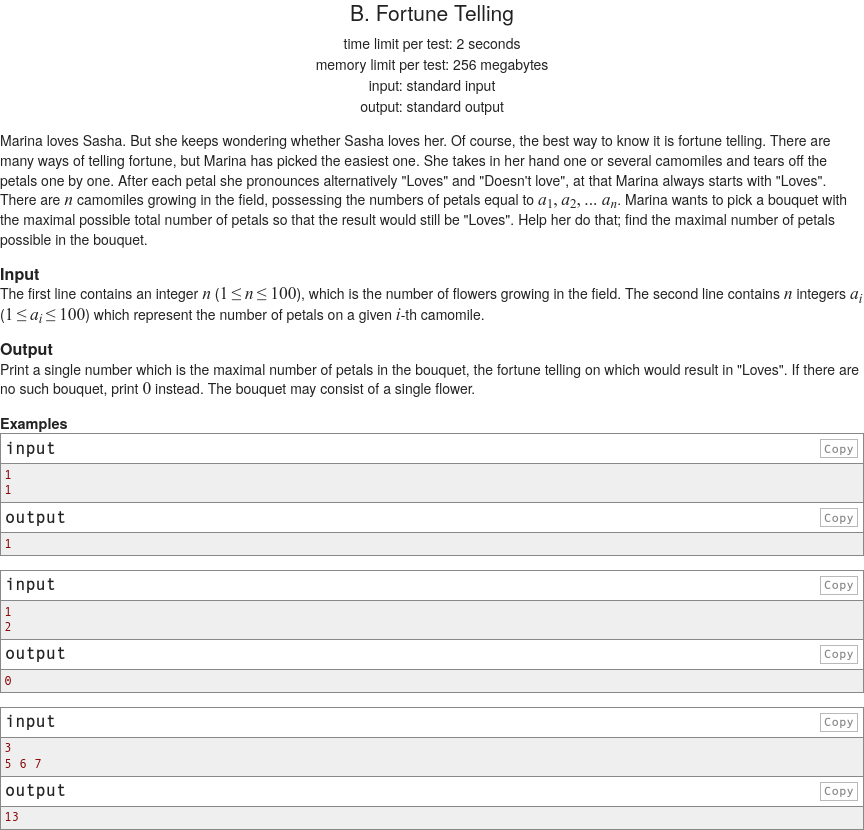 B. Fortune Telling
time limit per test: 2 seconds
memory limit per test: 256 megabytes
input: standard input
output: standard output
Marina loves Sasha. But she keeps wondering whether Sasha loves her. Of course, the best way to know it is fortune telling. There are
many ways of telling fortune, but Marina has picked the easiest one. She takes in her hand one or several camomiles and tears off the
petals one by one. After each petal she pronounces alternatively "Loves" and "Doesn't love", at that Marina always starts with "Loves".
There are n camomiles growing in the field, possessing the numbers of petals equal to a1, a2, ... an. Marina wants to pick a bouquet with
the maximal possible total number of petals so that the result would still be "Loves". Help her do that; find the maximal number of petals
possible in the bouquet.
Input
The first line contains an integer n (1 ≤ n ≤ 100), which is the number of flowers growing in the field. The second line contains n integers ai
(1 ≤ ai ≤ 100) which represent the number of petals on a given i-th camomile.
Output
Print a single number which is the maximal number of petals in the bouquet, the fortune telling on which would result in "Loves". If there are
no such bouquet, print 0 instead. The bouquet may consist of a single flower.
Examples
input Copy
1
1
output Copy
1
input Copy
1
2
output Copy
0
input Copy
3
5 6 7
output Copy
13